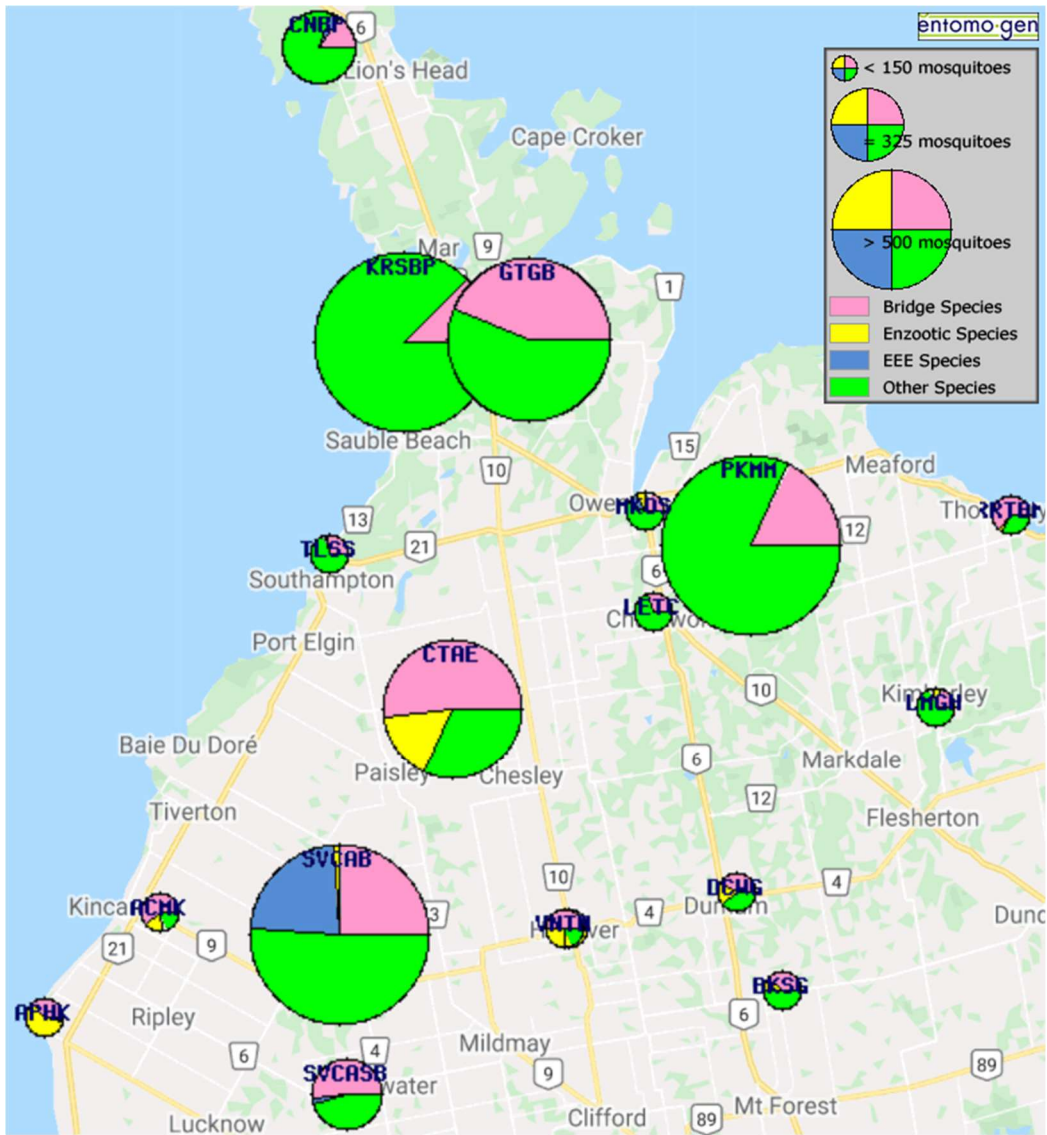 CNBP
6
Lion's Head
entomo·gen
< 150 mosquitoes
= 325 mosquitoes
> 500 mosquitoes
Bridge Species
Enzootic Species
EEE Species
Other Species
Cape Croker
Mar
9
KRSBP
GTGB
1
Sauble Beach
10
15
Meaford
PKMM
12
13
TLSS
21
Southampton
6
LETC
Port Elgin
CTAE
10
Kimberley
LMGH
Baie Du Doré
Paisley
Chesley
6
Markdale
12
Tiverton
Flesherton
SVCAB
10
4
DCWG
3
4
ACMK
VNTW
21
9
BKSG
APHK
Ripley
6
6
4
Mildmay
89
SVCASB
9
Mt Forest
Lucknow
Clifford
89